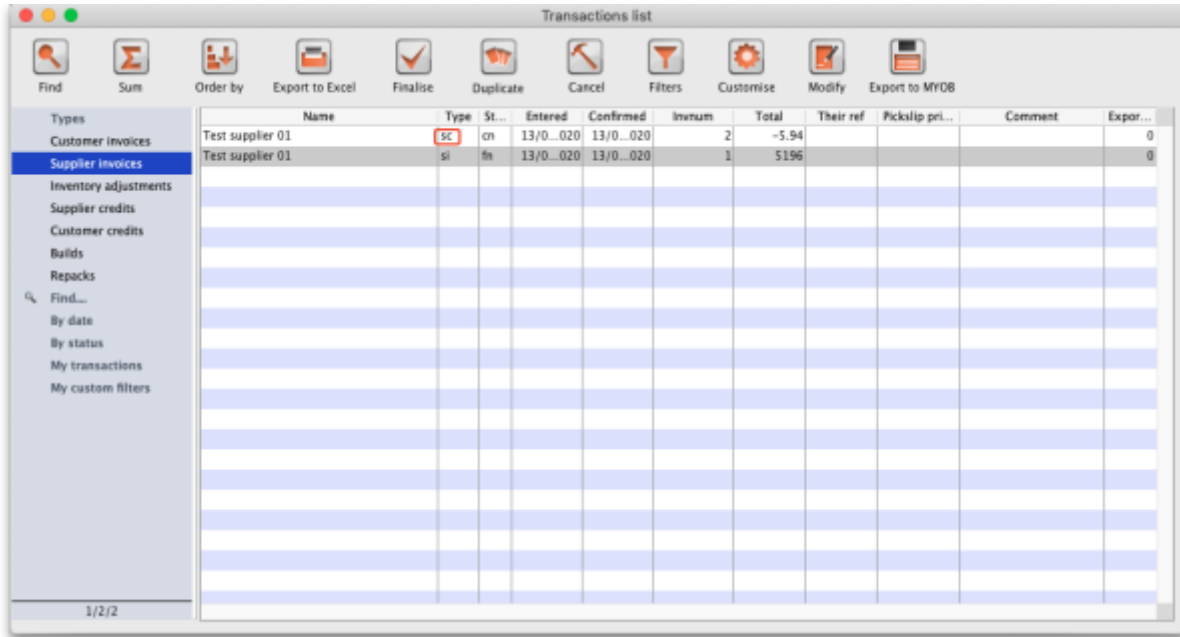 Transactions list
Find Sum Order by Export to Excel Finalise Duplicate Cancel Filters Customise Modify Export to MYOB
Types
Customer invoices
Supplier invoices
Inventory adjustments
Supplier credits
Customer credits
Builds
Repacks
Find...
By date
By status
My transactions
My custom filters
1/2/2
Name Type St... Entered Confirmed Invnum Total Their ref Pickslip pri... Comment Expor...
Test supplier 01 sc cn 13/0...020 13/0...020 2 -5.94 0
Test supplier 01 si fn 13/0...020 13/0...020 1 5196 0